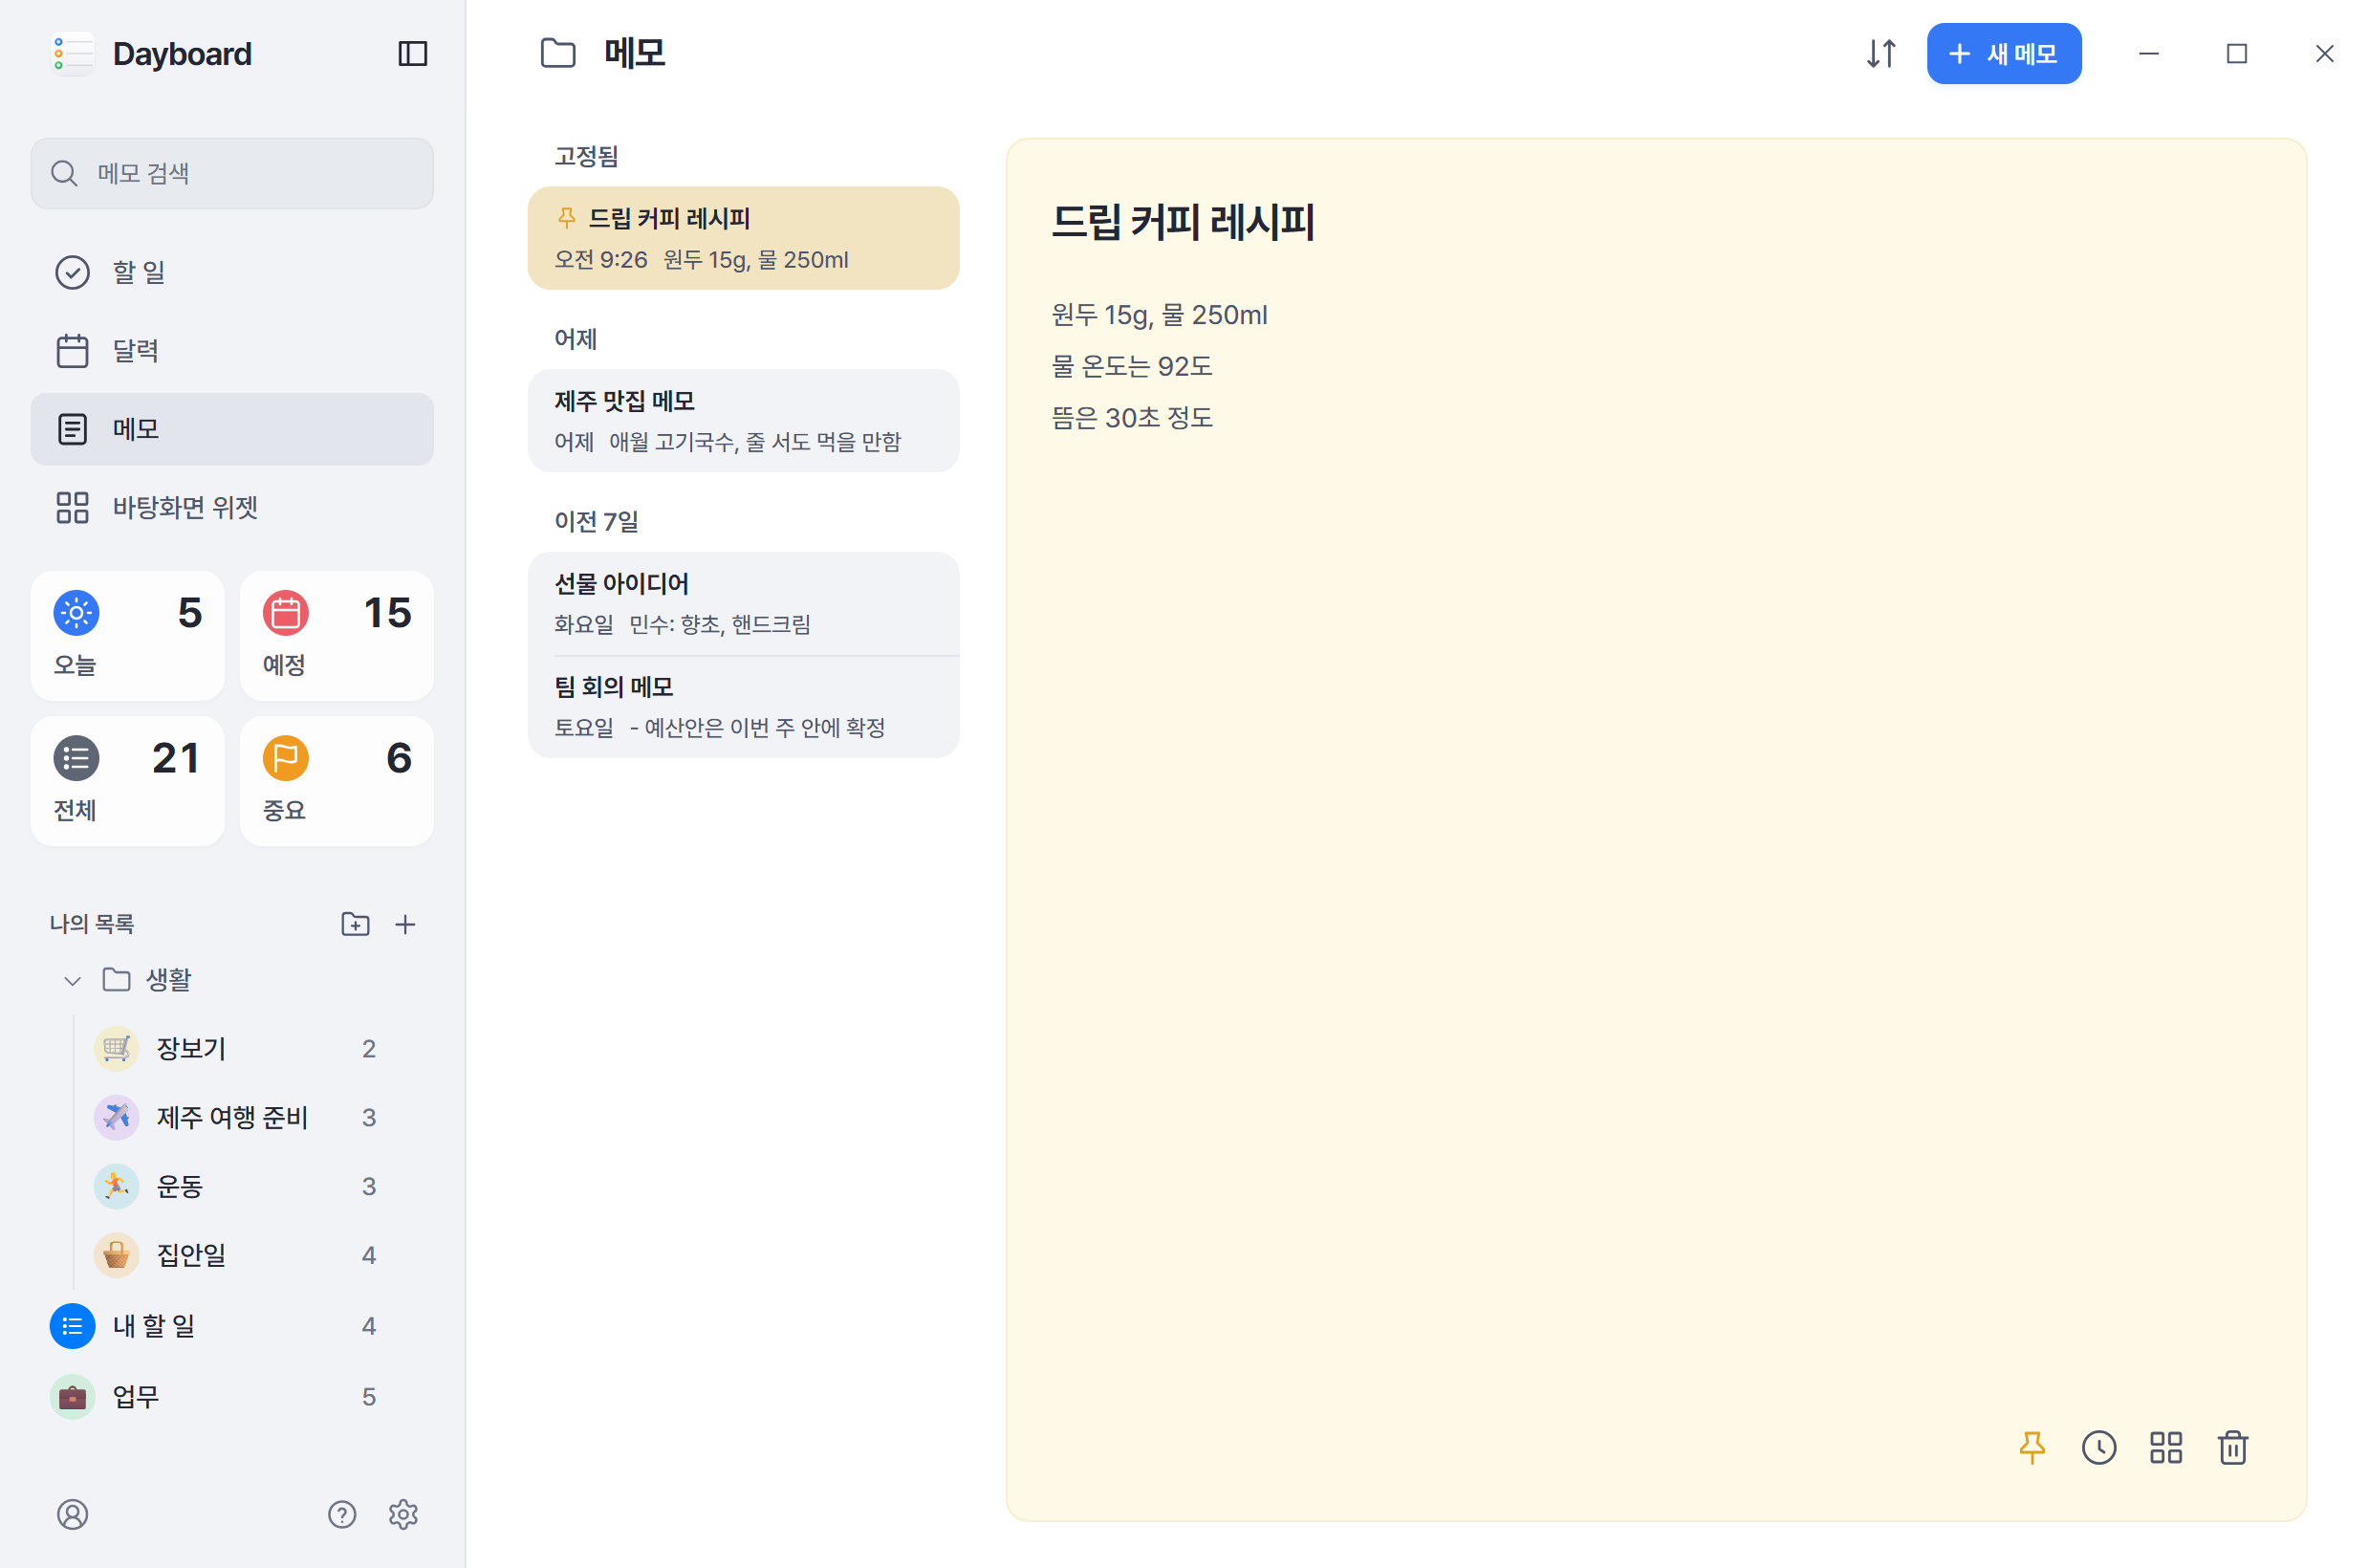 Dayboard
메모 검색
할 일
달력
메모
바탕화면 위젯
5
오늘
15
예정
21
전체
6
중요
나의 목록
생활
장보기 2
제주 여행 준비 3
운동 3
집안일 4
내 할 일 4
업무 5
메모
새 메모
고정됨
드립 커피 레시피
오전 9:26 원두 15g, 물 250ml
어제
제주 맛집 메모
어제 애월 고기국수, 줄 서도 먹을 만함
이전 7일
선물 아이디어
화요일 민수: 향초, 핸드크림
팀 회의 메모
토요일 - 예산안은 이번 주 안에 확정
드립 커피 레시피
원두 15g, 물 250ml
물 온도는 92도
뜸은 30초 정도